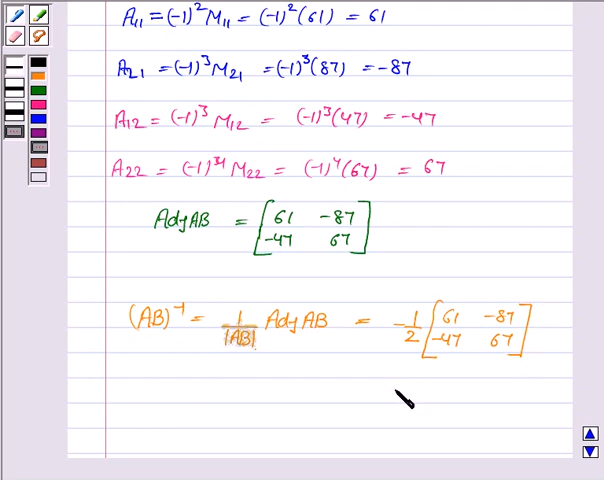 A₁₁ = (-1)² M₁₁ = (-1)² (61) = 61
A₂₁ = (-1)³ M₂₁ = (-1)³ (87) = -87
A₁₂ = (-1)³ M₁₂ = (-1)³ (47) = -47
A₂₂ = (-1)⁴ M₂₂ = (-1)⁴ (67) = 67
Adj AB = [61 -87
-47 67]
(AB)⁻¹ = 1/|AB| Adj AB = -1/2 [61 -87
-47 67]